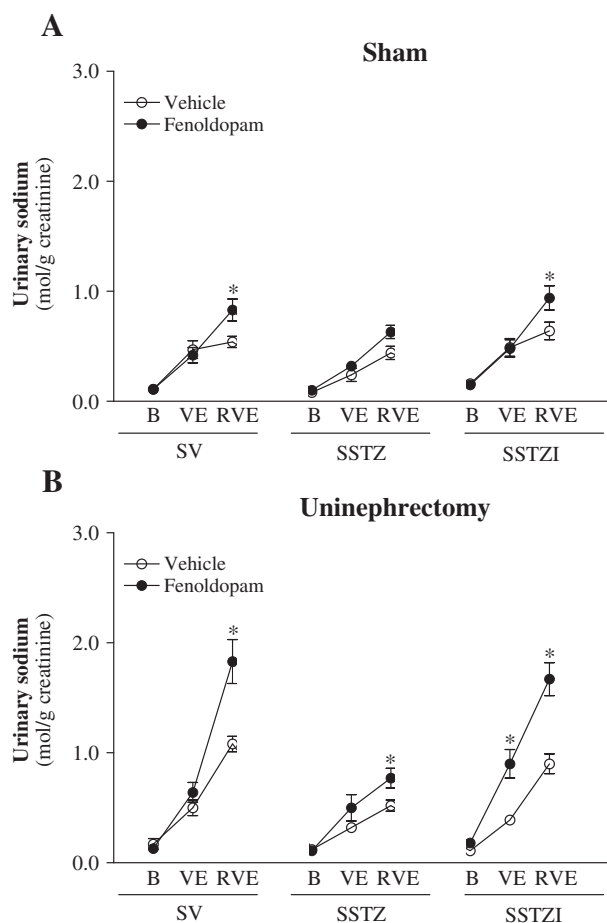 A
Sham
3.0
Vehicle
Fenoldopam
2.0
Urinary sodium
(mol/g creatinine)
1.0
*
*
0.0
B VE RVE B VE RVE B VE RVE
SV SSTZ SSTZI
B
Uninephrectomy
3.0
Vehicle
Fenoldopam
2.0
Urinary sodium
(mol/g creatinine)
*
*
*
*
1.0
0.0
B VE RVE B VE RVE B VE RVE
SV SSTZ SSTZI